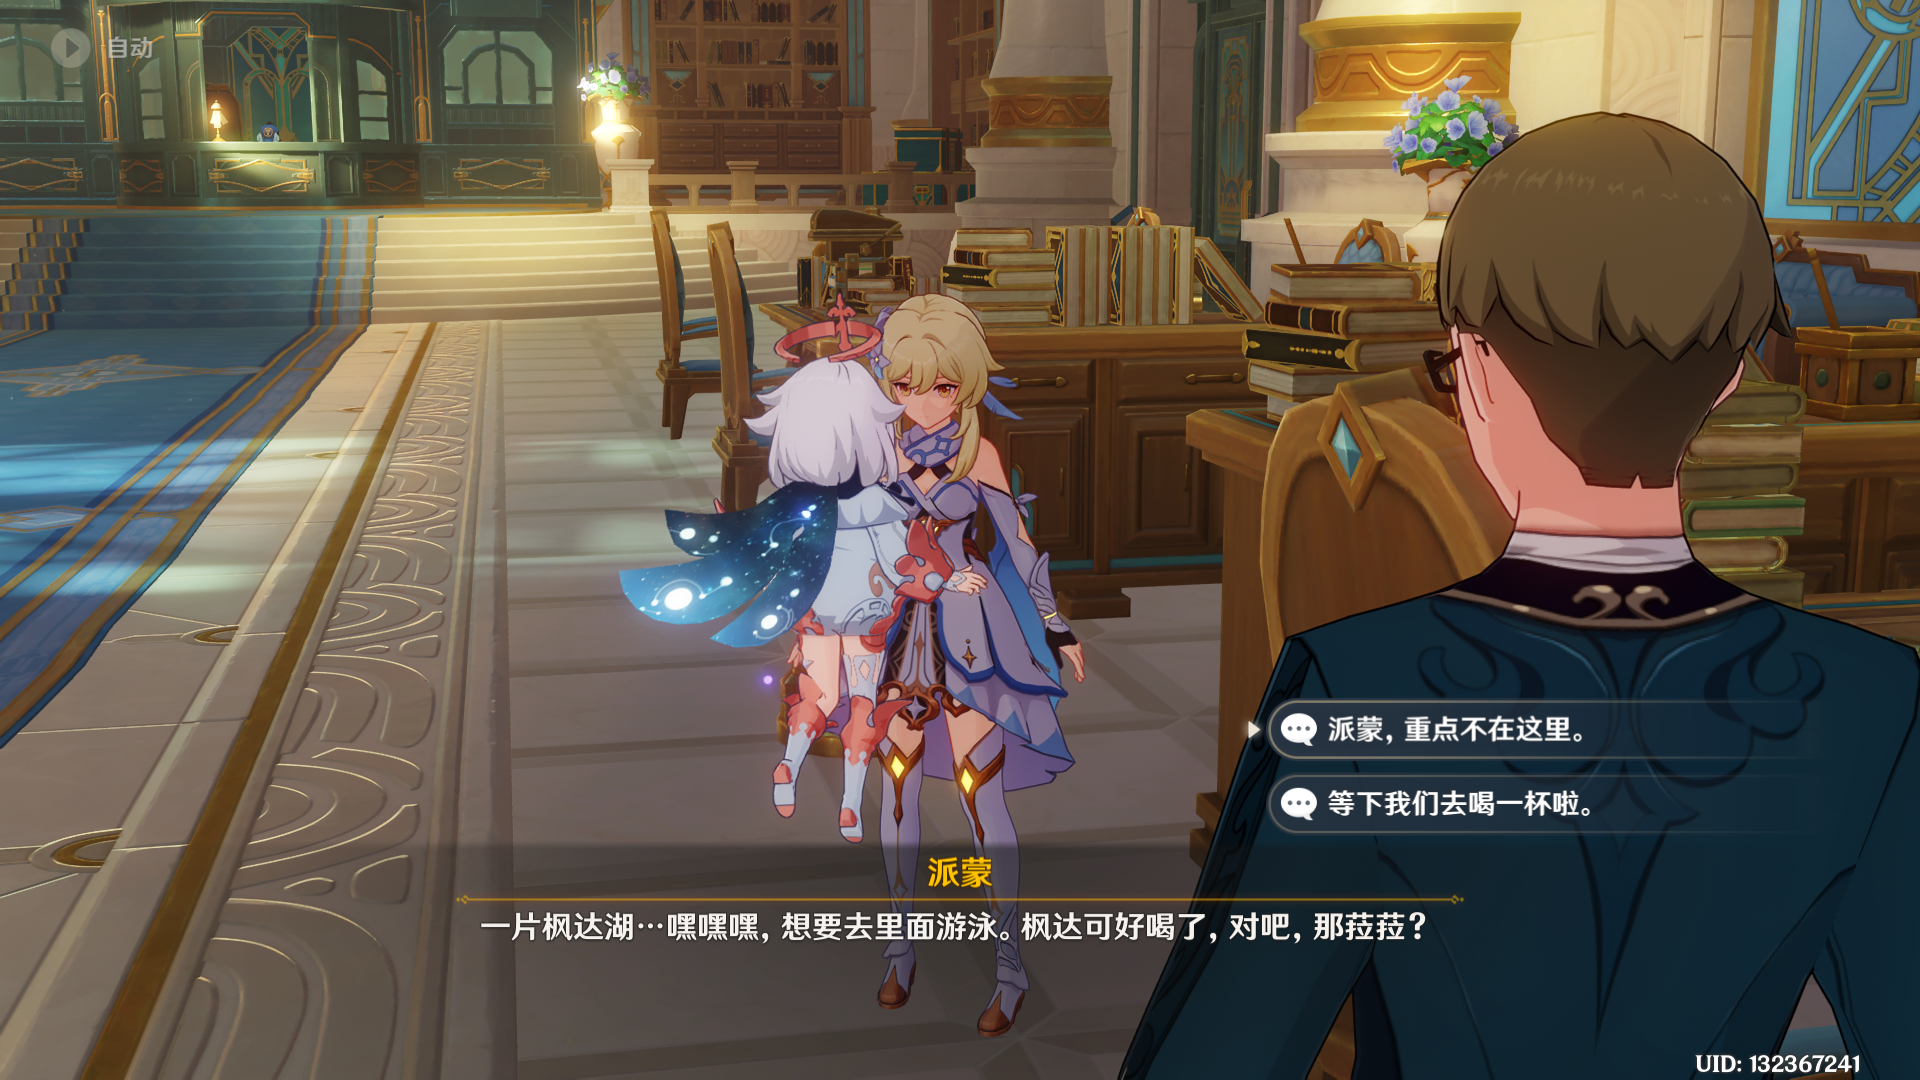 自动
派蒙，重点不在这里。
等下我们去喝一杯啦。
派蒙
一片枫达湖…嘿嘿嘿，想要去里面游泳。枫达可好喝了，对吧，那菈菈？
UID: 132367241